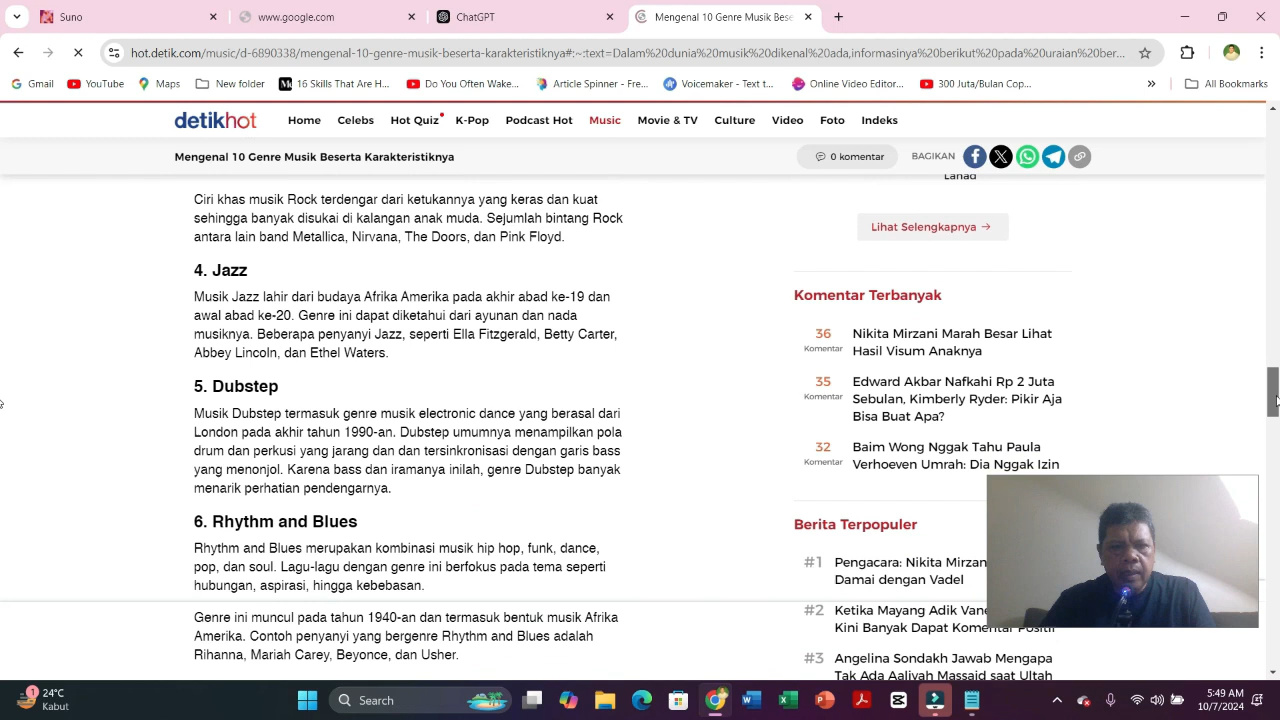 Suno
www.google.com
ChatGPT
Mengenal 10 Genre Musik Bese
hot.detik.com/music/d-6890338/mengenal-10-genre-musik-beserta-karakteristiknya#:~:text=Dalam%20dunia%20musik%20dikenal%20ada,informasinya%20berikut%20pada%20uraian%20ber...
Gmail
YouTube
Maps
New folder
16 Skills That Are H...
Do You Often Wake...
Article Spinner - Fre...
Voicemaker - Text t...
Online Video Editor...
300 Juta/Bulan Cop...
»
All Bookmarks
detikhot
Home
Celebs
Hot Quiz
K-Pop
Podcast Hot
Music
Movie & TV
Culture
Video
Foto
Indeks
Mengenal 10 Genre Musik Beserta Karakteristiknya
0 komentar
BAGIKAN
Ciri khas musik Rock terdengar dari ketukannya yang keras dan kuat
sehingga banyak disukai di kalangan anak muda. Sejumlah bintang Rock
antara lain band Metallica, Nirvana, The Doors, dan Pink Floyd.
4. Jazz
Musik Jazz lahir dari budaya Afrika Amerika pada akhir abad ke-19 dan
awal abad ke-20. Genre ini dapat diketahui dari ayunan dan nada
musiknya. Beberapa penyanyi Jazz, seperti Ella Fitzgerald, Betty Carter,
Abbey Lincoln, dan Ethel Waters.
5. Dubstep
Musik Dubstep termasuk genre musik electronic dance yang berasal dari
London pada akhir tahun 1990-an. Dubstep umumnya menampilkan pola
drum dan perkusi yang jarang dan dan tersinkronisasi dengan garis bass
yang menonjol. Karena bass dan iramanya inilah, genre Dubstep banyak
menarik perhatian pendengarnya.
6. Rhythm and Blues
Rhythm and Blues merupakan kombinasi musik hip hop, funk, dance,
pop, dan soul. Lagu-lagu dengan genre ini berfokus pada tema seperti
hubungan, aspirasi, hingga kebebasan.
Genre ini muncul pada tahun 1940-an dan termasuk bentuk musik Afrika
Amerika. Contoh penyanyi yang bergenre Rhythm and Blues adalah
Rihanna, Mariah Carey, Beyonce, dan Usher.
Lahad
Lihat Selengkapnya
Komentar Terbanyak
36
Komentar
Nikita Mirzani Marah Besar Lihat
Hasil Visum Anaknya
35
Komentar
Edward Akbar Nafkahi Rp 2 Juta
Sebulan, Kimberly Ryder: Pikir Aja
Bisa Buat Apa?
32
Komentar
Baim Wong Nggak Tahu Paula
Verhoeven Umrah: Dia Nggak Izin
Berita Terpopuler
#1
Pengacara: Nikita Mirzan
Damai dengan Vadel
#2
Ketika Mayang Adik Vane
Kini Banyak Dapat Komentar Positif
#3
Angelina Sondakh Jawab Mengapa
Tak Ada Aaliyah Massaid saat Ultah
1
24°C
Kabut
Search
5:49 AM
10/7/2024